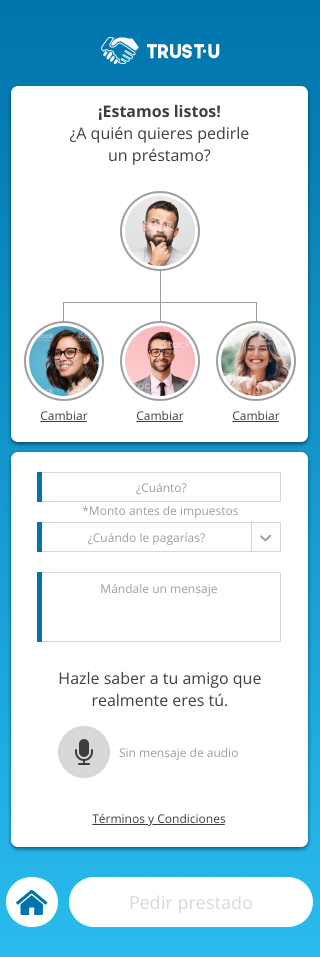 TRUST·U
¡Estamos listos!
¿A quién quieres pedirle
un préstamo?
Cambiar
Cambiar
Cambiar
¿Cuánto?
*Monto antes de impuestos
¿Cuándo le pagarías?
Mándale un mensaje
Hazle saber a tu amigo que
realmente eres tú.
Sin mensaje de audio
Términos y Condiciones
Pedir prestado